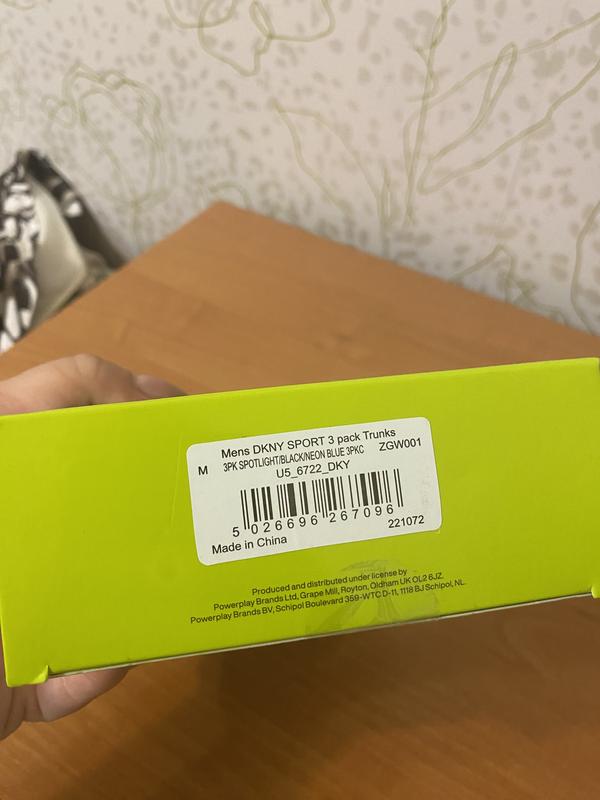 Mens DKNY SPORT 3 pack Trunks
M 3PK SPOTLIGHT/BLACK/NEON BLUE 3PKC ZGW001
U5_6722_DKY
5 026696 267096
Made in China 221072
Produced and distributed under license by
Powerplay Brands Ltd, Grape Mill, Royton, Oldham UK OL2 6JZ.
Powerplay Brands BV, Schipol Boulevard 359-WTC D-11, 1118 BJ Schipol, NL.